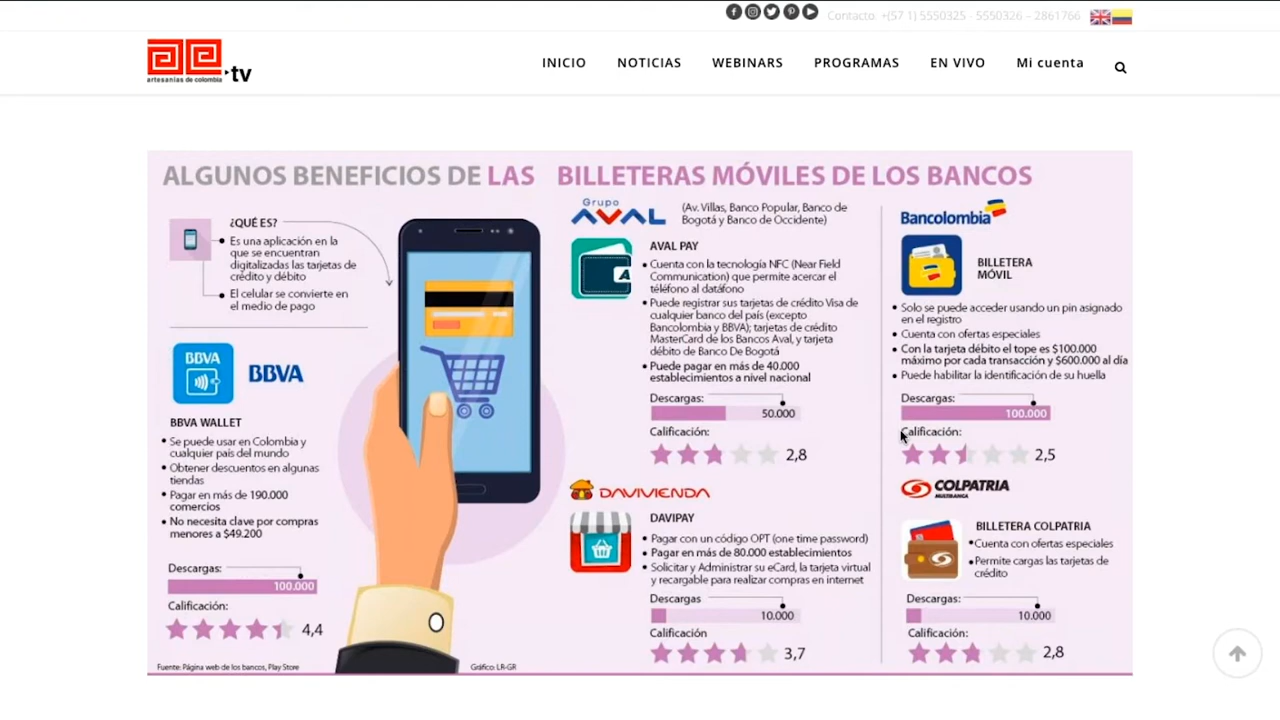 Contacto: +(57 1) 5550325 - 5550326 – 2861766
artesanías de colombia
tv
INICIO
NOTICIAS
WEBINARS
PROGRAMAS
EN VIVO
Mi cuenta
ALGUNOS BENEFICIOS DE LAS BILLETERAS MÓVILES DE LOS BANCOS
¿QUÉ ES?
• Es una aplicación en la
que se encuentran
digitalizadas las tarjetas de
crédito y débito
• El celular se convierte en
el medio de pago
BBVA
BBVA
BBVA WALLET
• Se puede usar en Colombia y
cualquier país del mundo
• Obtener descuentos en algunas
tiendas
• Pagar en más de 190.000
comercios
• No necesita clave por compras
menores a $49.200
Descargas:
100.000
Calificación:
4,4
Fuente: Página web de los bancos, Play Store
Gráfico: LR-GR
Grupo
AVAL
(Av. Villas, Banco Popular, Banco de
Bogotá y Banco de Occidente)
A
AVAL PAY
• Cuenta con la tecnología NFC (Near Field
Communication) que permite acercar el
téléfono al datáfono
• Puede registrar sus tarjetas de crédito Visa de
cualquier banco del país (excepto
Bancolombia y BBVA); tarjetas de crédito
MasterCard de los Bancos Aval, y tarjeta
débito de Banco De Bogotá
• Puede pagar en más de 40.000
establecimientos a nivel nacional
Descargas:
50.000
Calificación:
2,8
DAVIVIENDA
DAVIPAY
• Pagar con un código OPT (one time password)
• Pagar en más de 80.000 establecimientos
• Solicitar y Administrar su eCard, la tarjeta virtual
y recargable para realizar compras en internet
Descargas
10.000
Calificación
3,7
Bancolombia
BILLETERA
MÓVIL
• Solo se puede acceder usando un pin asignado
en el registro
• Cuenta con ofertas especiales
• Con la tarjeta débito el tope es $100.000
máximo por cada transacción y $600.000 al día
• Puede habilitar la identificación de su huella
Descargas:
100.000
Calificación:
2,5
COLPATRIA
MULTIBANCA
BILLETERA COLPATRIA
• Cuenta con ofertas especiales
• Permite cargas las tarjetas de
crédito
Descargas:
10.000
Calificación:
2,8